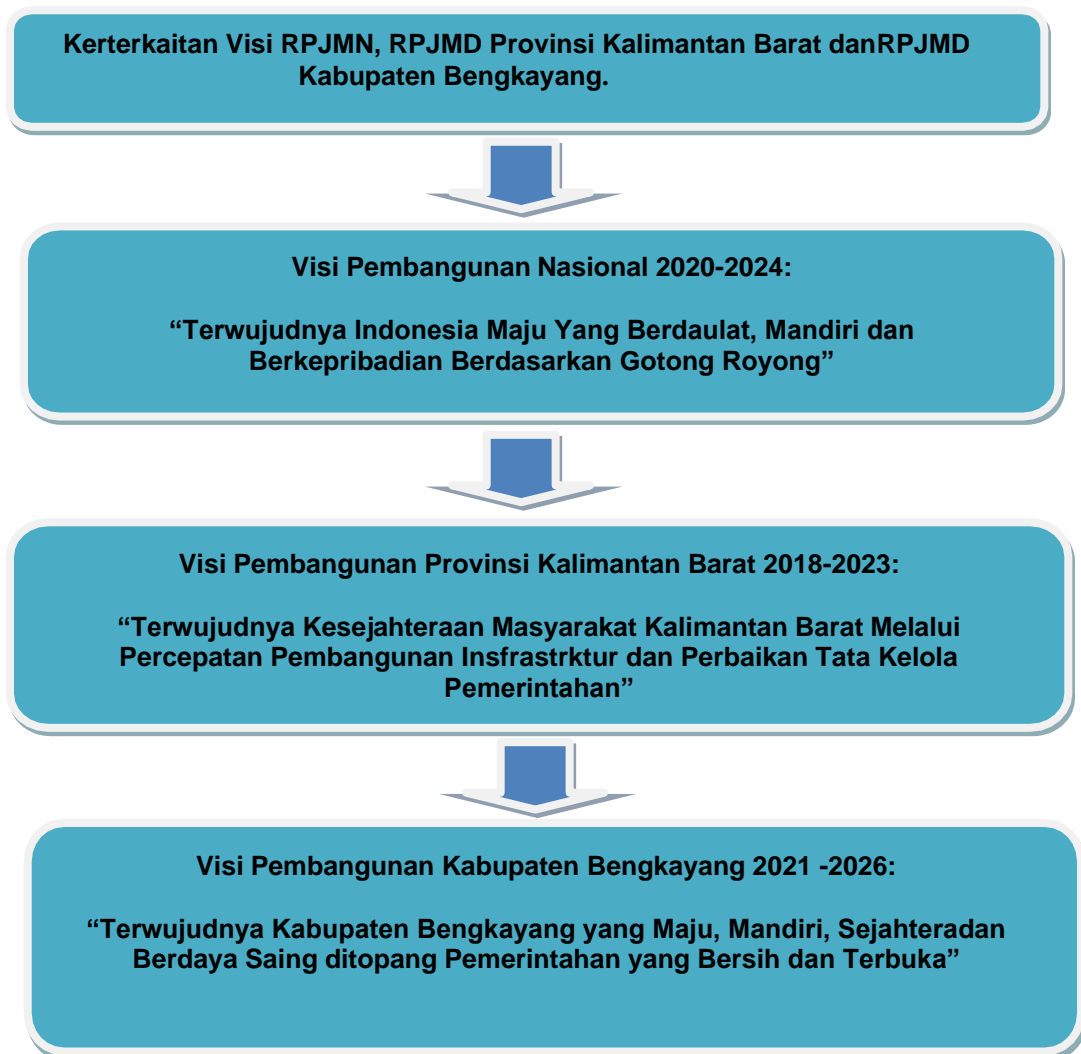 Kerterkaitan Visi RPJMN, RPJMD Provinsi Kalimantan Barat danRPJMD
Kabupaten Bengkayang.
Visi Pembangunan Nasional 2020-2024:
“Terwujudnya Indonesia Maju Yang Berdaulat, Mandiri dan
Berkepribadian Berdasarkan Gotong Royong”
Visi Pembangunan Provinsi Kalimantan Barat 2018-2023:
“Terwujudnya Kesejahteraan Masyarakat Kalimantan Barat Melalui
Percepatan Pembangunan Insfrastrktur dan Perbaikan Tata Kelola
Pemerintahan”
Visi Pembangunan Kabupaten Bengkayang 2021 -2026:
“Terwujudnya Kabupaten Bengkayang yang Maju, Mandiri, Sejahteradan
Berdaya Saing ditopang Pemerintahan yang Bersih dan Terbuka”